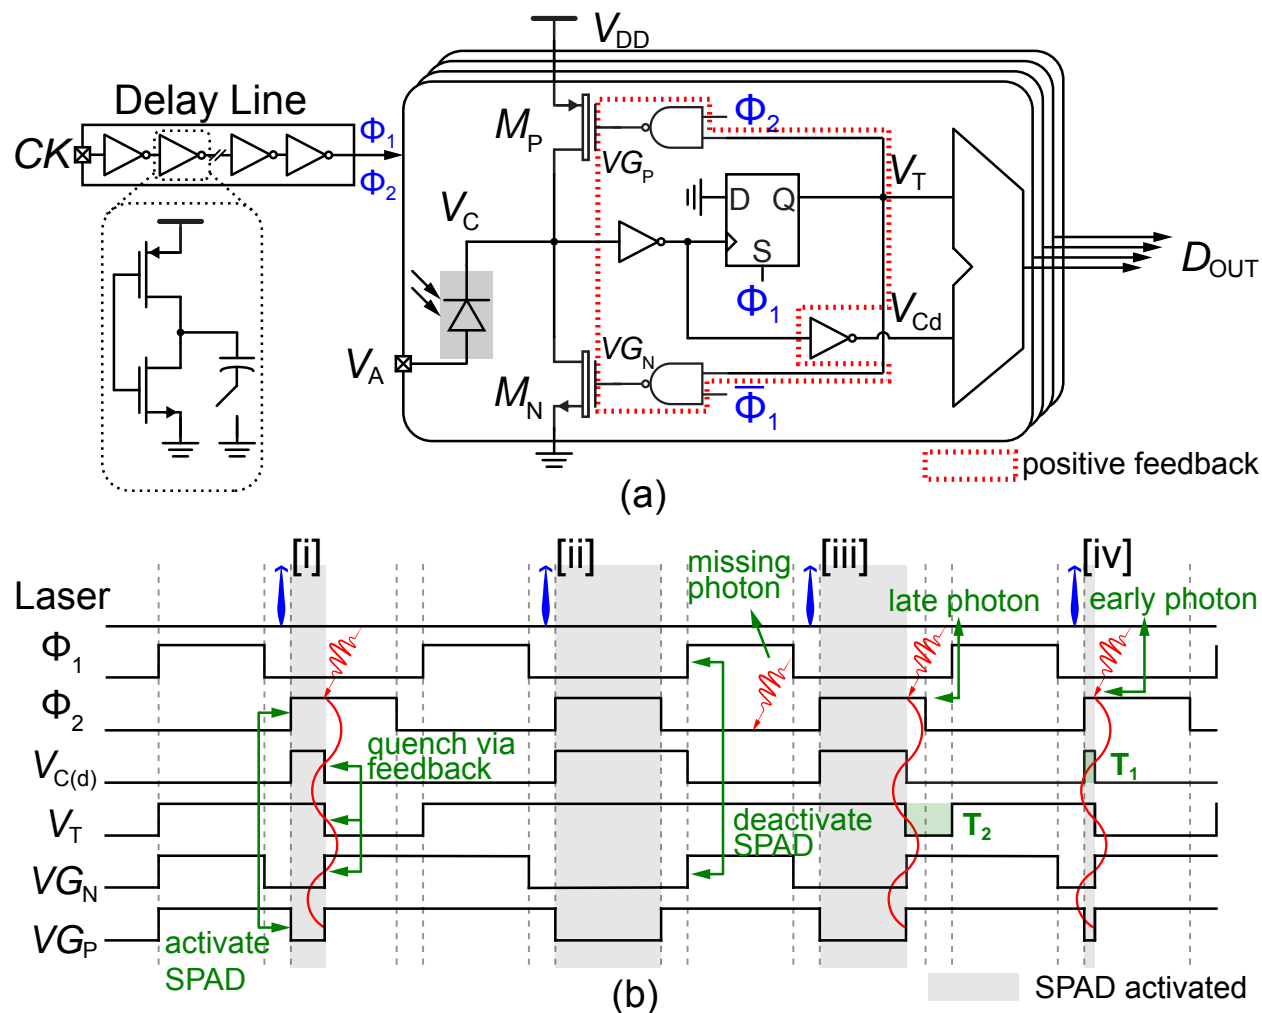 V_DD
Delay Line
CK
Φ1
Φ2
M_P
Φ2
VG_P
V_T
D Q
S
Φ1
V_C
V_Cd
D_OUT
V_A
VG_N
M_N
Φ̅1
positive feedback
(a)
[i] [ii] [iii] [iv]
missing
photon
late photon
early photon
Laser
Φ1
Φ2
V_C(d)
quench via
feedback
T1
V_T
deactivate
SPAD
T2
VG_N
VG_P
activate
SPAD
SPAD activated
(b)